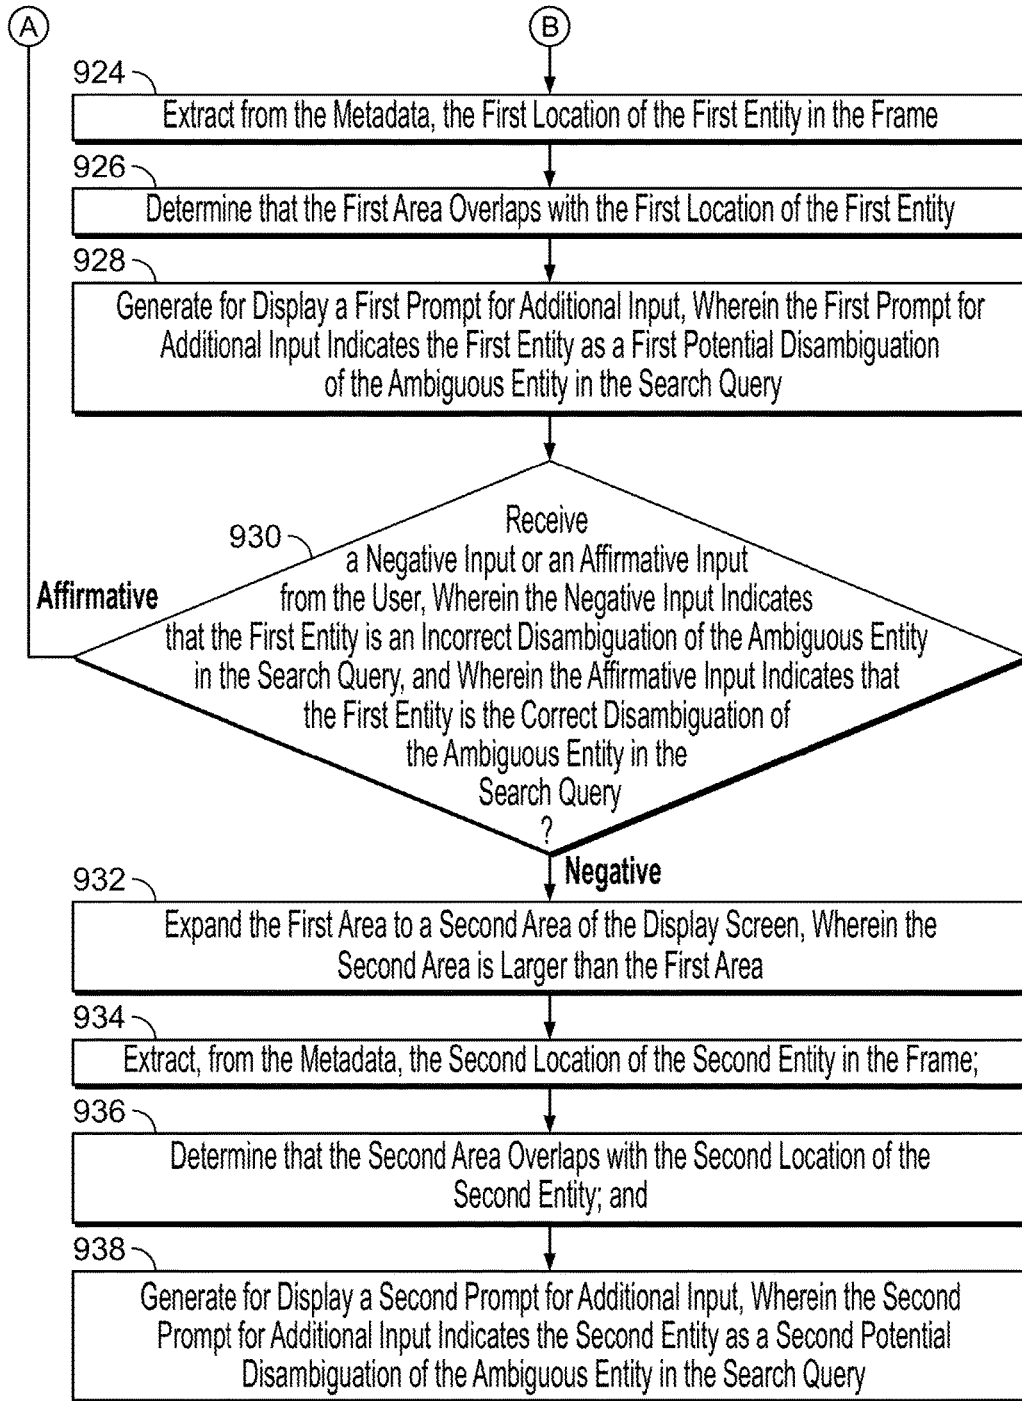 A
B
924
Extract from the Metadata, the First Location of the First Entity in the Frame
926
Determine that the First Area Overlaps with the First Location of the First Entity
928
Generate for Display a First Prompt for Additional Input, Wherein the First Prompt for
Additional Input Indicates the First Entity as a First Potential Disambiguation
of the Ambiguous Entity in the Search Query
930
Affirmative
Receive
a Negative Input or an Affirmative Input
from the User, Wherein the Negative Input Indicates
that the First Entity is an Incorrect Disambiguation of the Ambiguous Entity
in the Search Query, and Wherein the Affirmative Input Indicates that
the First Entity is the Correct Disambiguation of
the Ambiguous Entity in the
Search Query
?
Negative
932
Expand the First Area to a Second Area of the Display Screen, Wherein the
Second Area is Larger than the First Area
934
Extract, from the Metadata, the Second Location of the Second Entity in the Frame;
936
Determine that the Second Area Overlaps with the Second Location of the
Second Entity; and
938
Generate for Display a Second Prompt for Additional Input, Wherein the Second
Prompt for Additional Input Indicates the Second Entity as a Second Potential
Disambiguation of the Ambiguous Entity in the Search Query